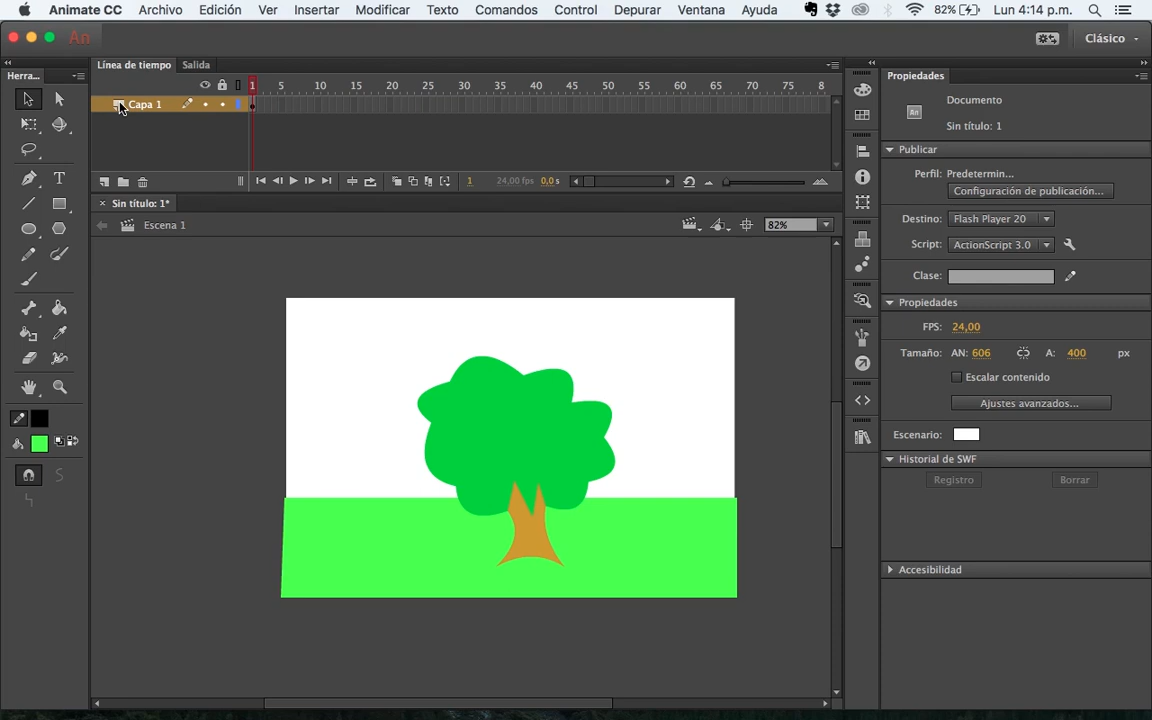 Animate CC Archivo Edición Ver Insertar Modificar Texto Comandos Control Depurar Ventana Ayuda 82% Lun 4:14 p.m.
An Clásico
Herra... Línea de tiempo Salida Propiedades
1 5 10 15 20 25 30 35 40 45 50 55 60 65 70 75 8
Capa 1
Documento
An
Sin título: 1
Publicar
Perfil: Predetermin...
1 24,00 fps 0,0 s
Configuración de publicación...
Sin título: 1*
Destino: Flash Player 20
Escena 1 82%
Script: ActionScript 3.0
Clase:
Propiedades
FPS: 24,00
Tamaño: AN: 606 A: 400 px
Escalar contenido
Ajustes avanzados...
Escenario:
Historial de SWF
Registro Borrar
Accesibilidad